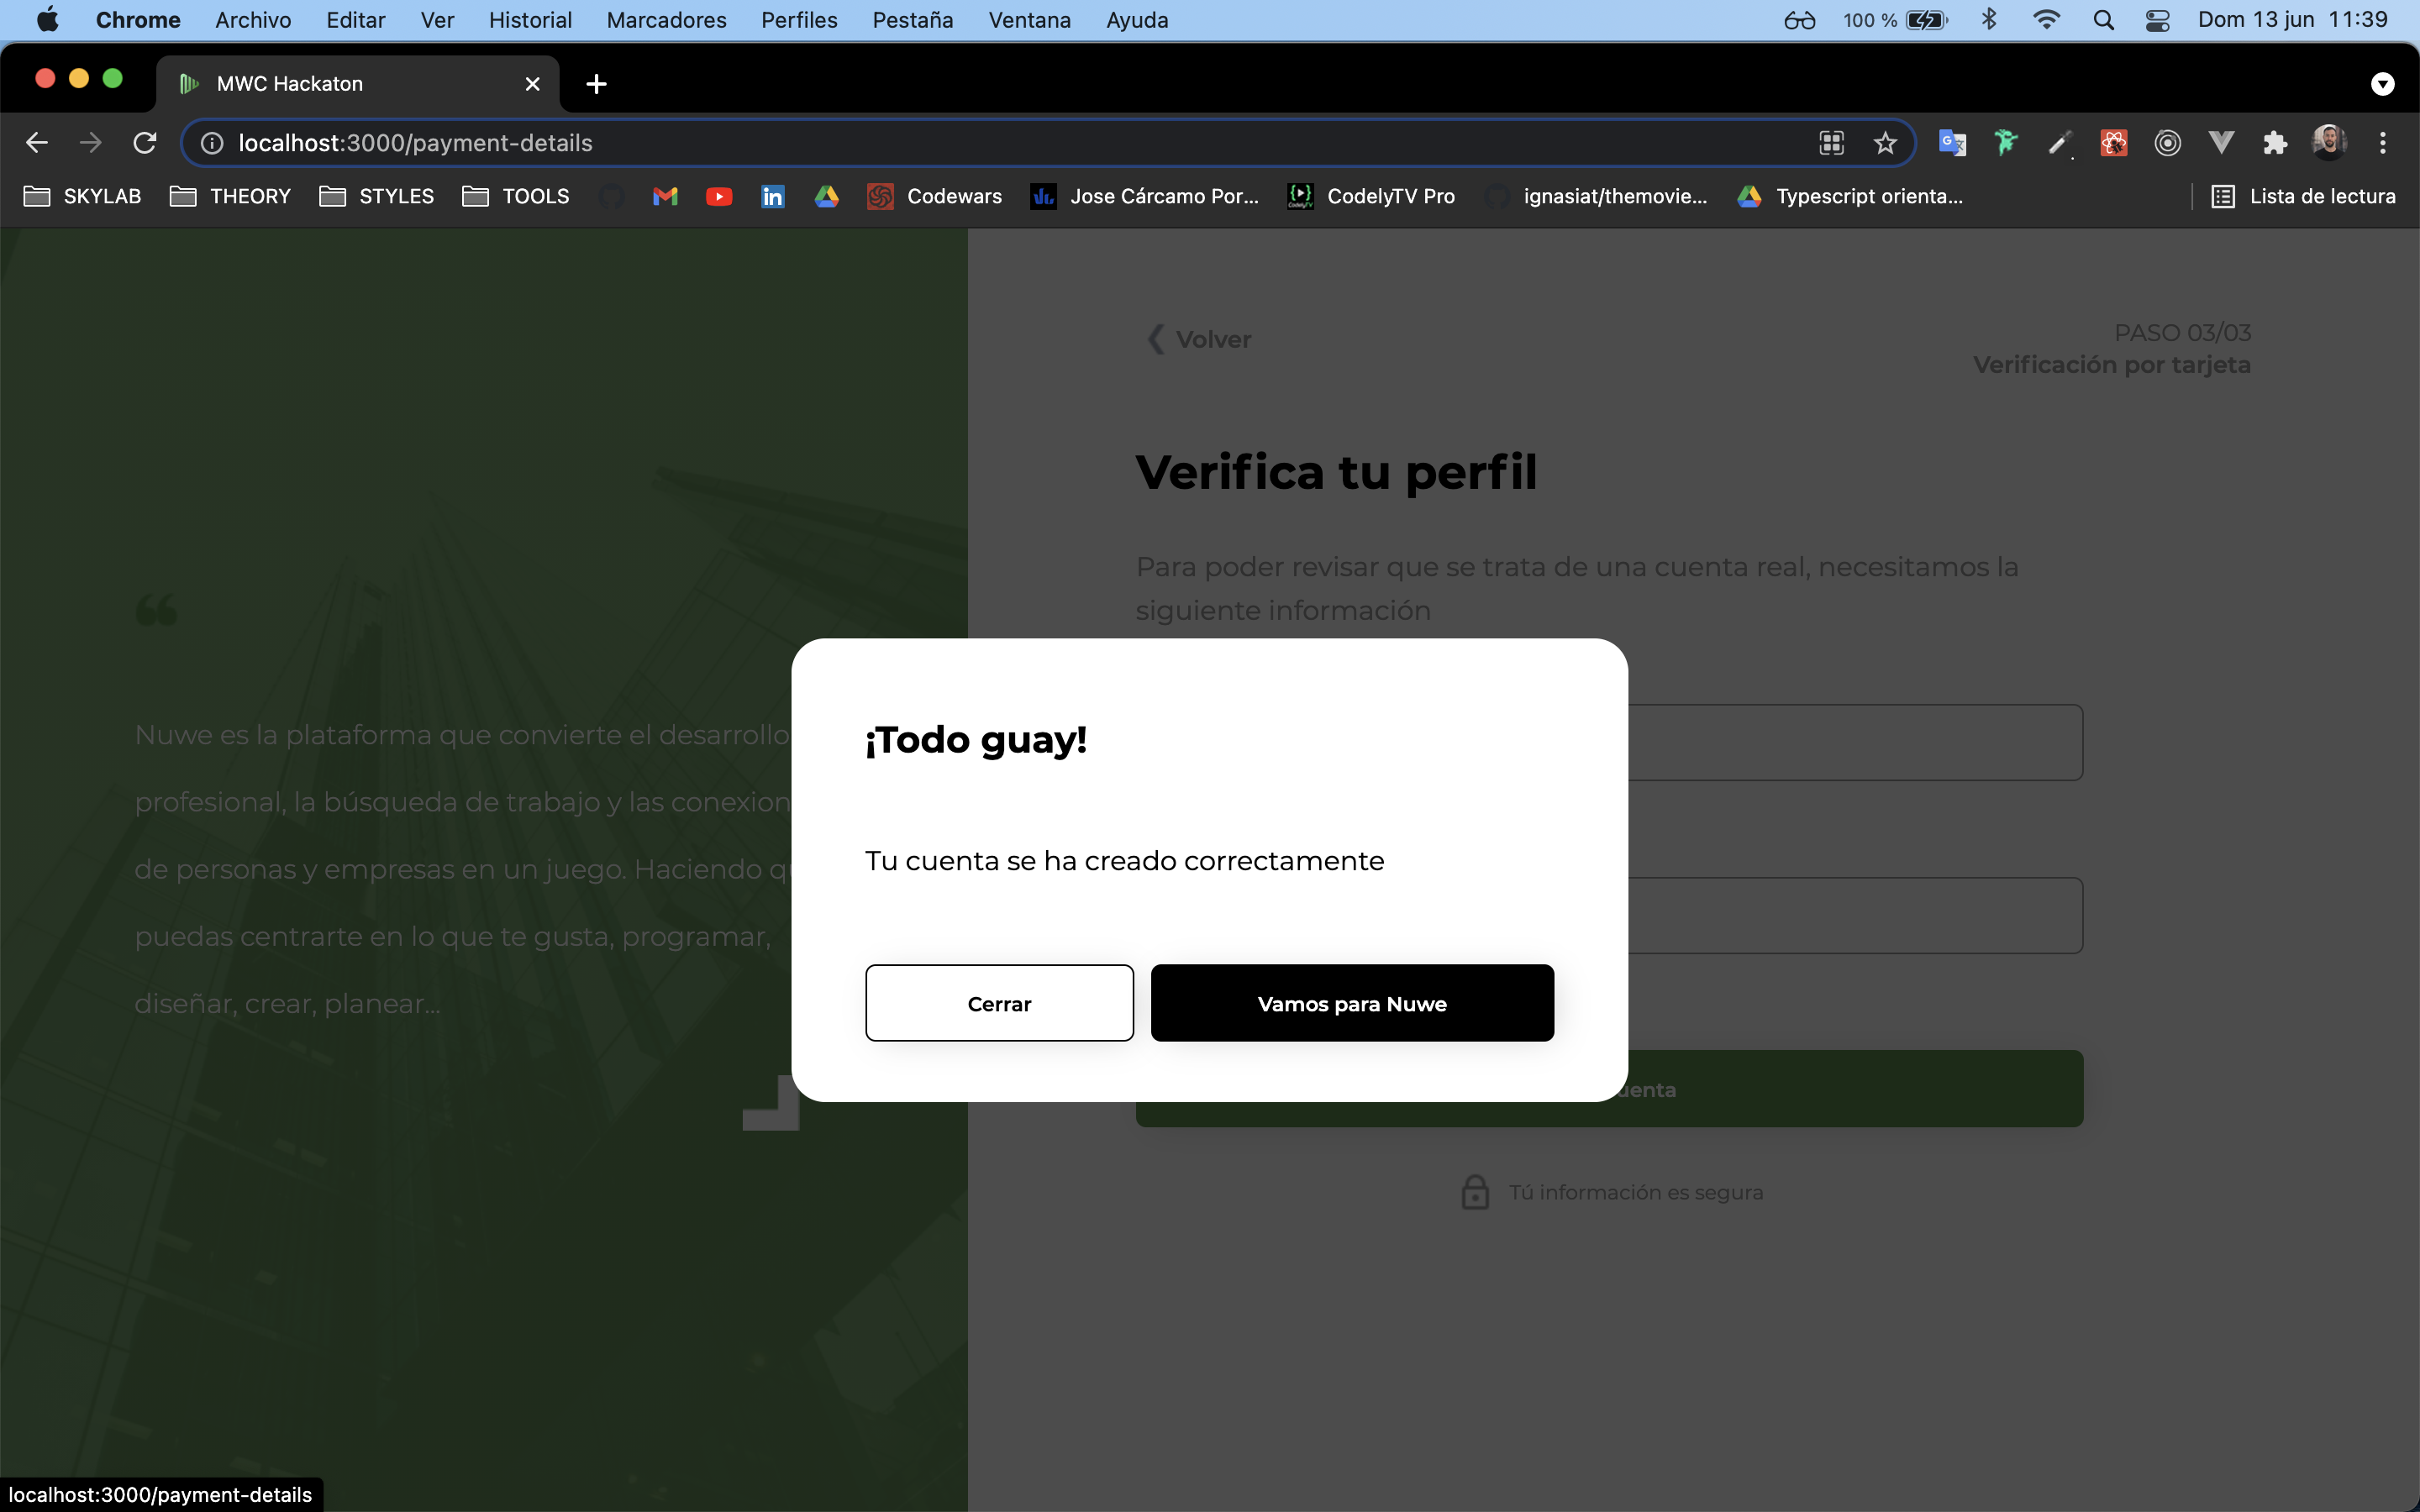 Chrome Archivo Editar Ver Historial Marcadores Perfiles Pestaña Ventana Ayuda 100 % Dom 13 jun 11:39
MWC Hackaton
localhost:3000/payment-details
SKYLAB THEORY STYLES TOOLS Codewars Jose Cárcamo Por... CodelyTV Pro ignasiat/themovie... Typescript orienta... Lista de lectura
Volver
PASO 03/03
Verificación por tarjeta
Verifica tu perfil
Para poder revisar que se trata de una cuenta real, necesitamos la
siguiente información
“
Nuwe es la plataforma que convierte el desarrollo
profesional, la búsqueda de trabajo y las conexion
de personas y empresas en un juego. Haciendo qu
puedas centrarte en lo que te gusta, programar,
diseñar, crear, planear...
¡Todo guay!
Tu cuenta se ha creado correctamente
Cerrar
Vamos para Nuwe
uenta
Tú información es segura
localhost:3000/payment-details